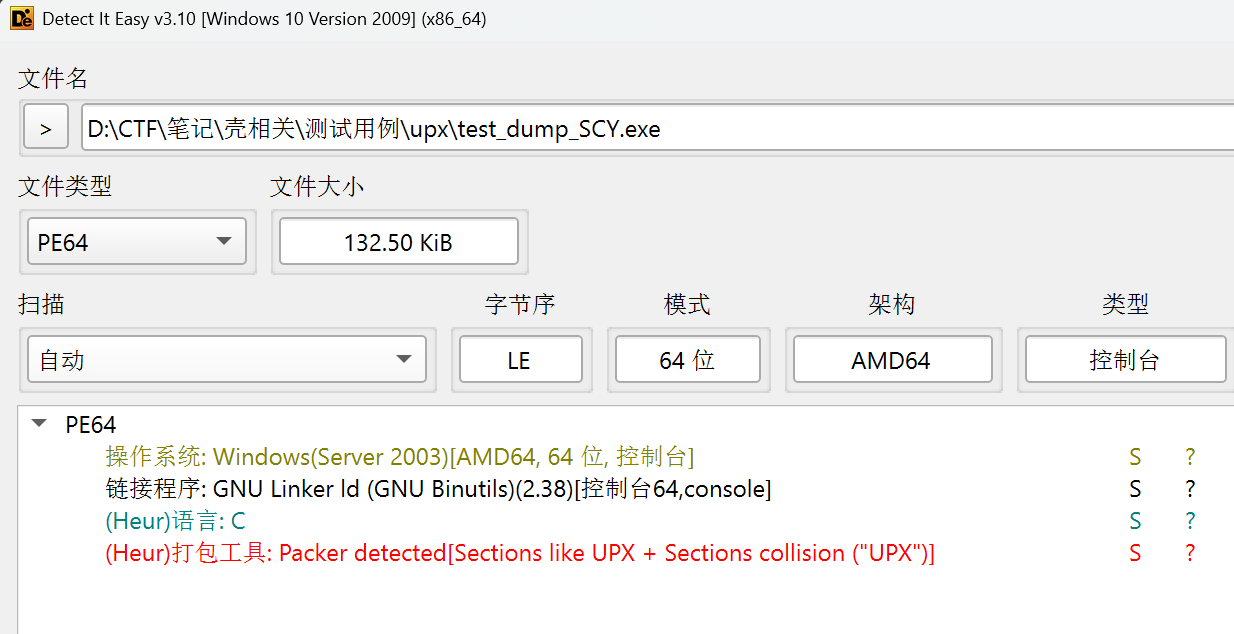 Detect It Easy v3.10 [Windows 10 Version 2009] (x86_64)
文件名
> D:\CTF\笔记\壳相关\测试用例\upx\test_dump_SCY.exe
文件类型 文件大小
PE64 132.50 KiB
扫描 字节序 模式 架构 类型
自动 LE 64 位 AMD64 控制台
PE64
操作系统: Windows(Server 2003)[AMD64, 64 位, 控制台] S ?
链接程序: GNU Linker ld (GNU Binutils)(2.38)[控制台64,console] S ?
(Heur)语言: C S ?
(Heur)打包工具: Packer detected[Sections like UPX + Sections collision ("UPX")] S ?